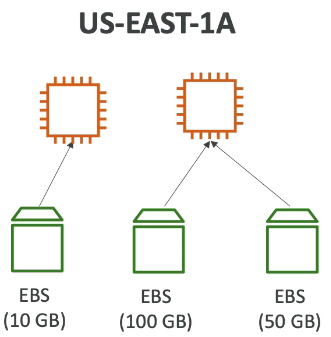 US-EAST-1A
EBS
(10 GB)
EBS
(100 GB)
EBS
(50 GB)